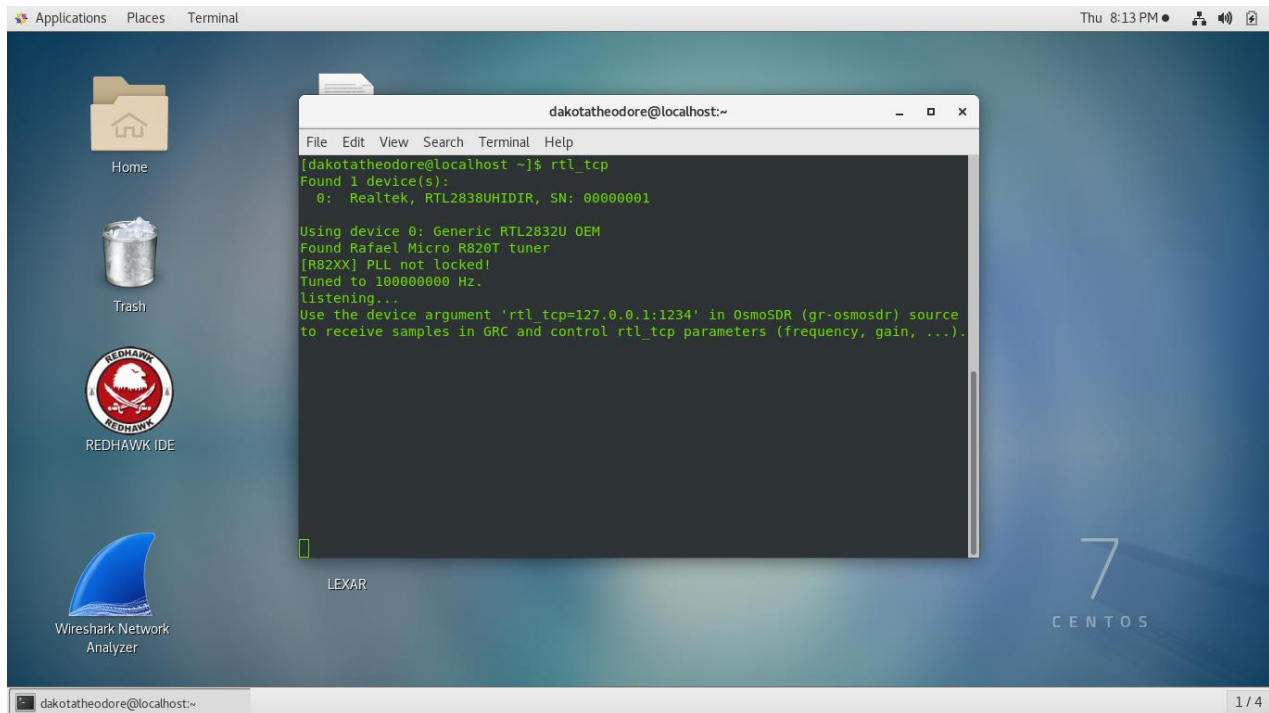 Applications Places Terminal
Thu 8:13 PM
dakotatheodore@localhost:~
File Edit View Search Terminal Help
[dakotatheodore@localhost ~]$ rtl_tcp
Found 1 device(s):
0: Realtek, RTL2838UHIDIR, SN: 00000001
Using device 0: Generic RTL2832U OEM
Found Rafael Micro R820T tuner
[R82XX] PLL not locked!
Tuned to 100000000 Hz.
listening...
Use the device argument 'rtl_tcp=127.0.0.1:1234' in OsmoSDR (gr-osmosdr) source
to receive samples in GRC and control rtl_tcp parameters (frequency, gain, ...).
Home
Trash
REDHAWK
REDHAWK
REDHAWK IDE
LEXAR
Wireshark Network
Analyzer
7
CENTOS
dakotatheodore@localhost:~
1 / 4